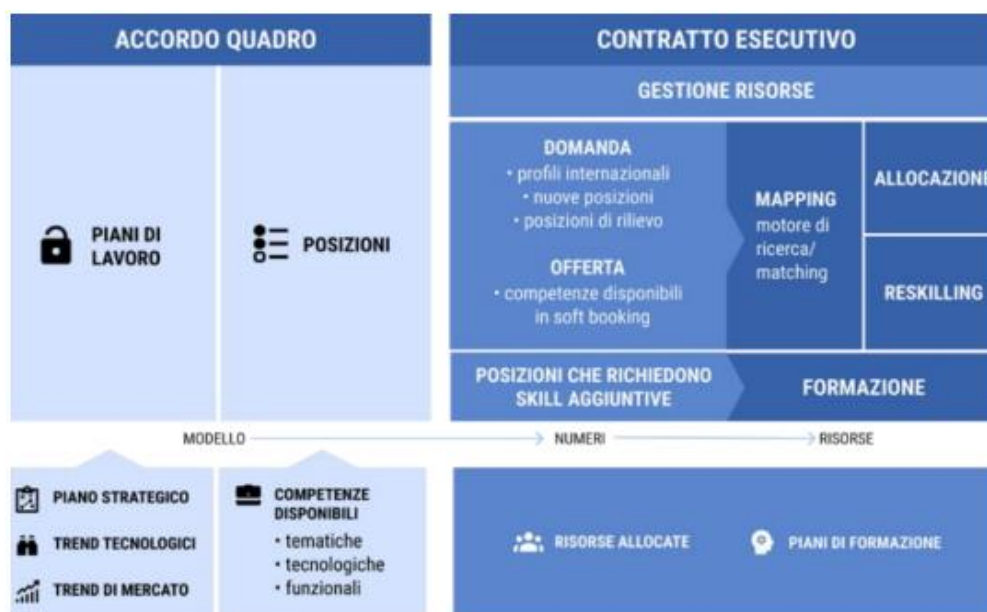 ACCORDO QUADRO
PIANI DI
LAVORO
POSIZIONI
CONTRATTO ESECUTIVO
GESTIONE RISORSE
DOMANDA
• profili internazionali
• nuove posizioni
• posizioni di rilievo
OFFERTA
• competenze disponibili
in soft booking
MAPPING
motore di
ricerca/
matching
ALLOCAZIONE
RESKILLING
POSIZIONI CHE RICHIEDONO
SKILL AGGIUNTIVE
FORMAZIONE
MODELLO
NUMERI
RISORSE
PIANO STRATEGICO
TREND TECNOLOGICI
TREND DI MERCATO
COMPETENZE
DISPONIBILI
• tematiche
• tecnologiche
• funzionali
RISORSE ALLOCATE
PIANI DI FORMAZIONE